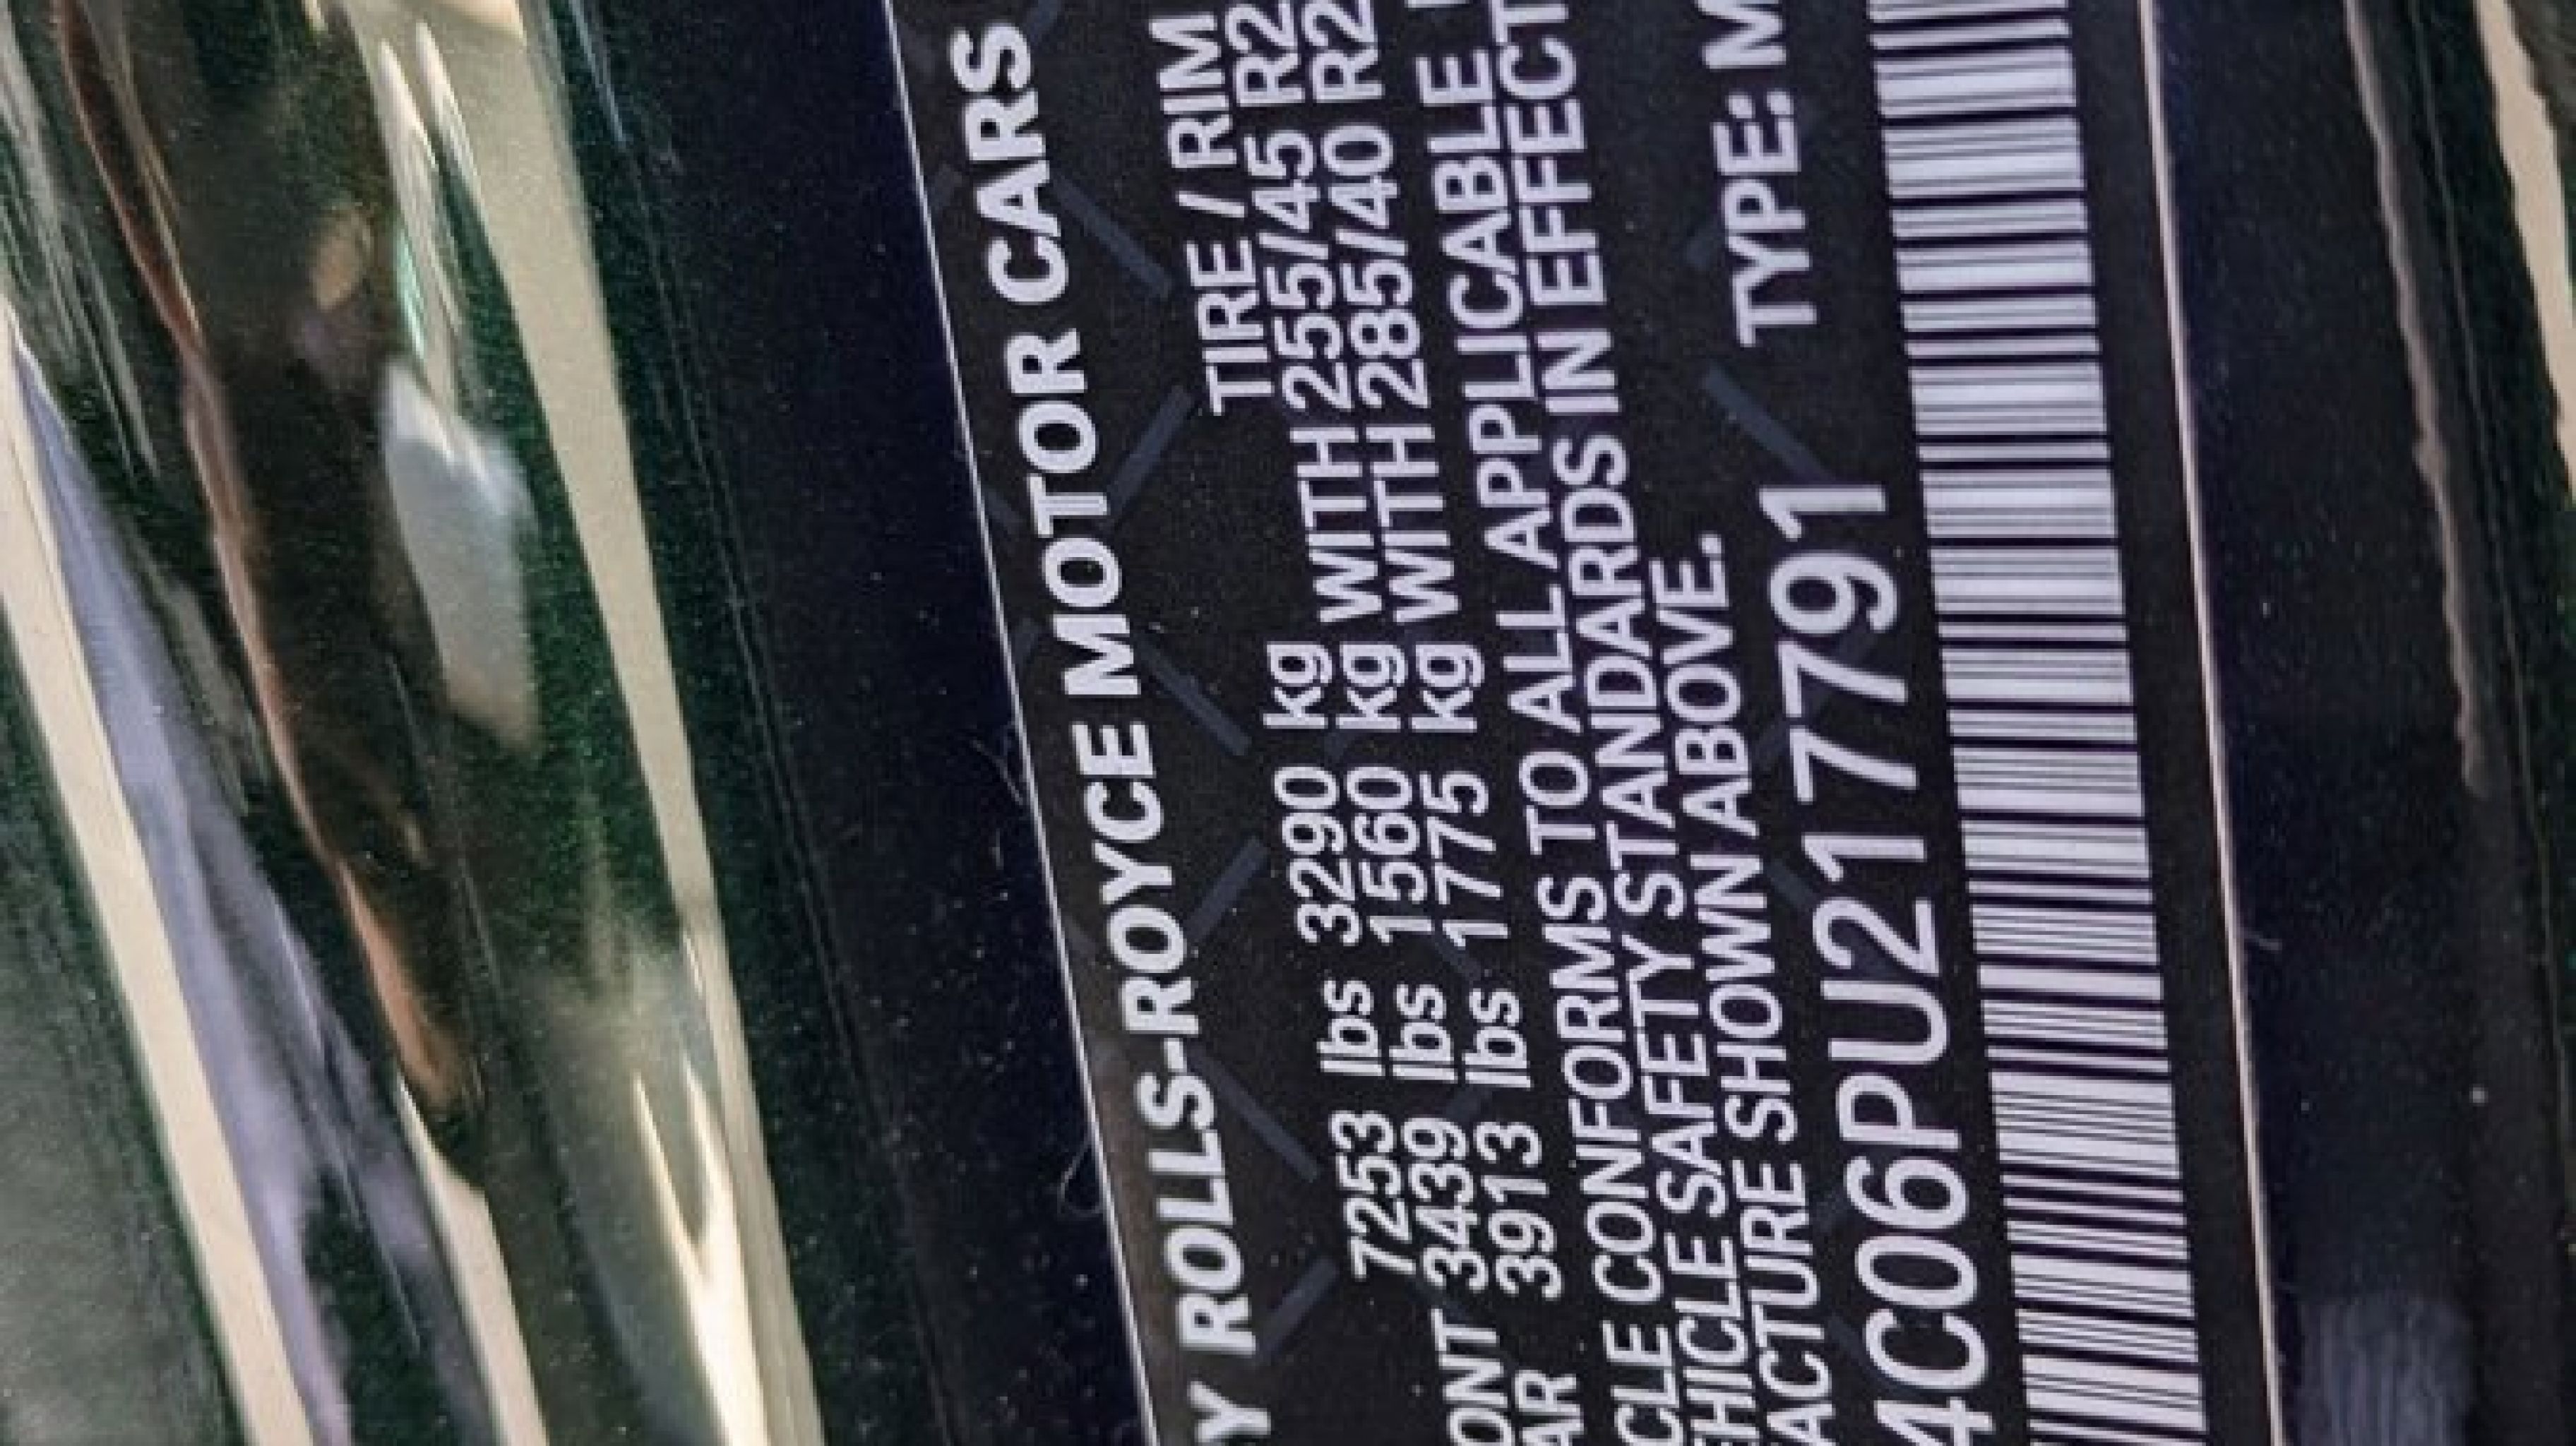 Y ROLLS-ROYCE MOTOR CARS
TIRE / RIM
7253 lbs 3290 kg WITH 255/45 R2
ONT 3439 lbs 1560 kg WITH 285/40 R2
AR 3913 lbs 1775 kg
CLE CONFORMS TO ALL APPLICABLE
EHICLE SAFETY STANDARDS IN EFFECT
ACTURE SHOWN ABOVE.
4C06PU217791 TYPE: M